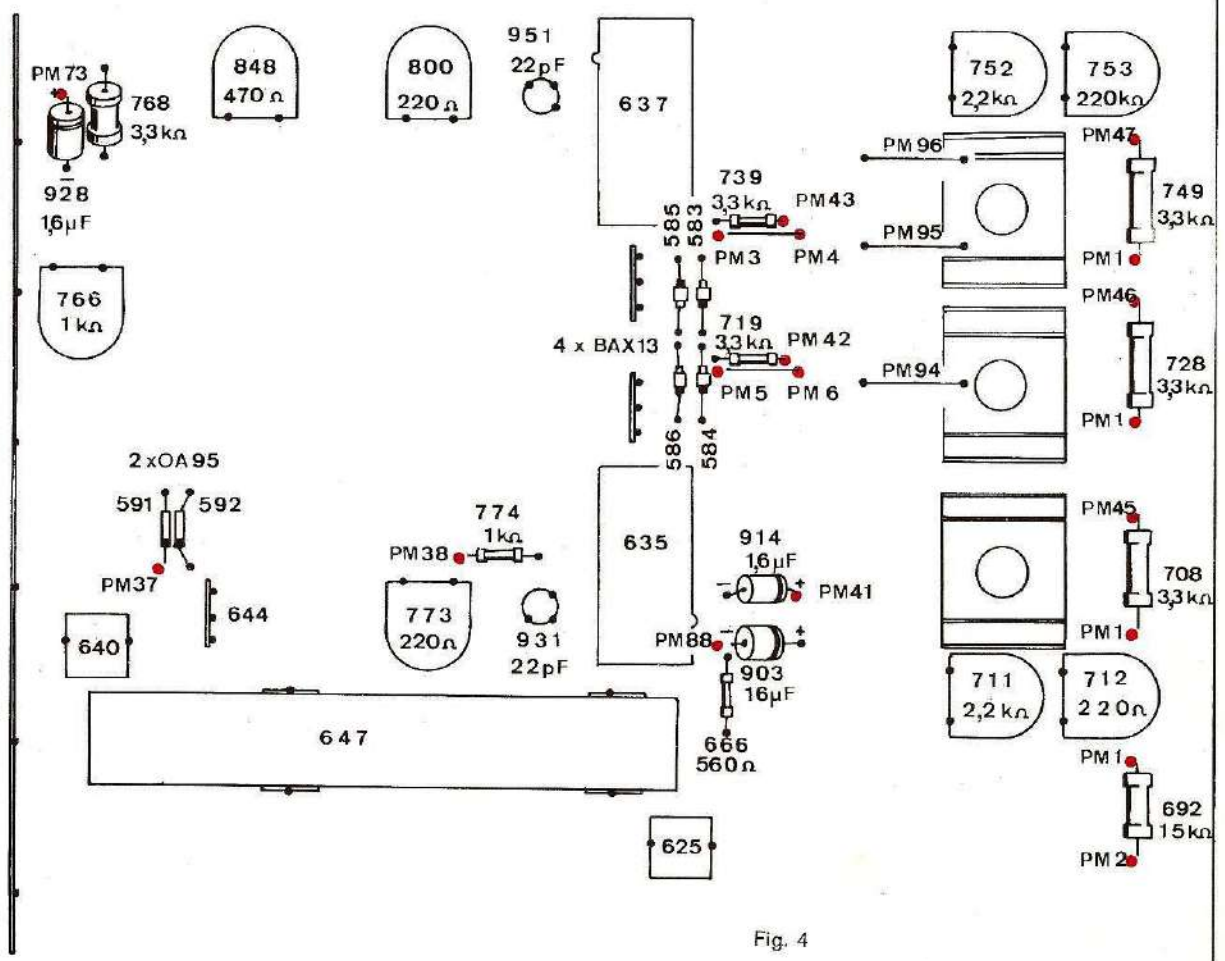 PM73
+
768
3,3kΩ
928
1,6µF
848
470Ω
800
220Ω
951
22pF
637
752
2,2kΩ
753
220kΩ
PM47
749
3,3kΩ
PM1
PM96
PM95
739
3,3kΩ
PM43
PM3
PM4
585
583
766
1kΩ
4 x BAX13
719
3,3kΩ
PM42
PM5
PM6
586
584
PM94
PM46
728
3,3kΩ
PM1
2xOA95
591
592
PM37
644
640
774
1kΩ
PM38
773
220Ω
931
22pF
635
914
1,6µF
-
+
PM41
PM88
-
+
903
16µF
666
560Ω
PM45
708
3,3kΩ
PM1
711
2,2kΩ
712
220Ω
647
625
PM1
692
15kΩ
PM2
Fig. 4